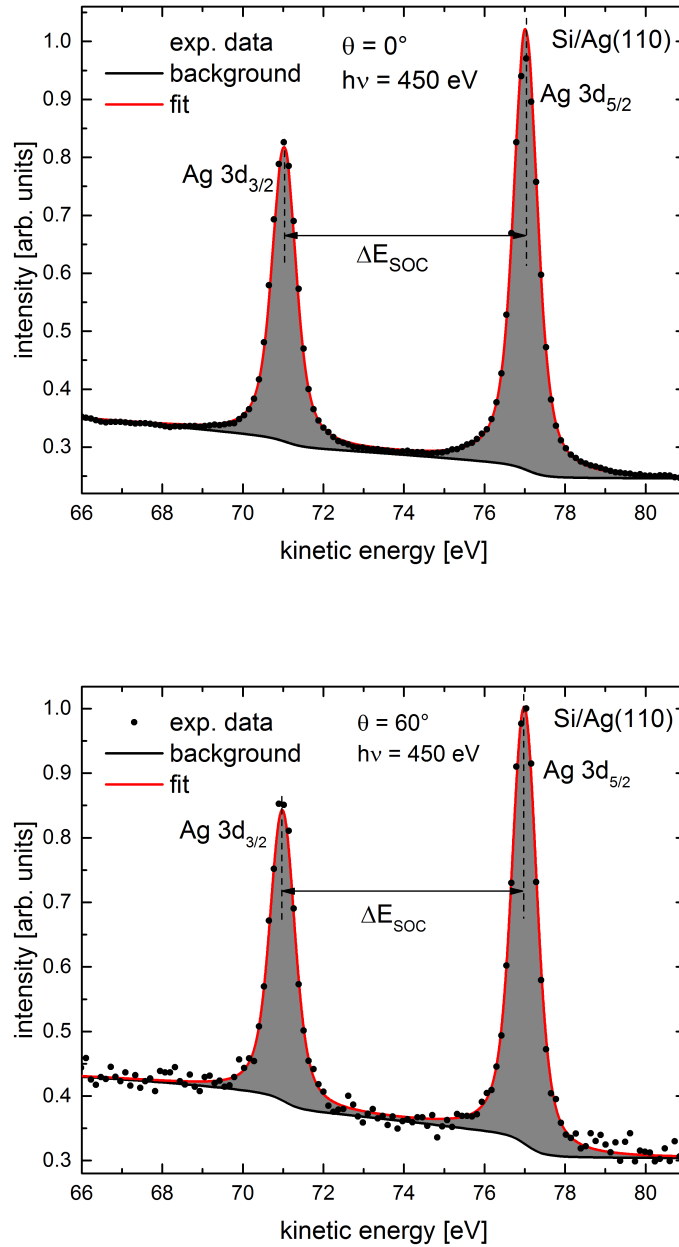 exp. data
background
fit
θ = 0°
hν = 450 eV
Si/Ag(110)
Ag 3d5/2
Ag 3d3/2
ΔESOC
intensity [arb. units]
1.0
0.9
0.8
0.7
0.6
0.5
0.4
0.3
66 68 70 72 74 76 78 80
kinetic energy [eV]
exp. data
background
fit
θ = 60°
hν = 450 eV
Si/Ag(110)
Ag 3d5/2
Ag 3d3/2
ΔESOC
intensity [arb. units]
1.0
0.9
0.8
0.7
0.6
0.5
0.4
0.3
66 68 70 72 74 76 78 80
kinetic energy [eV]